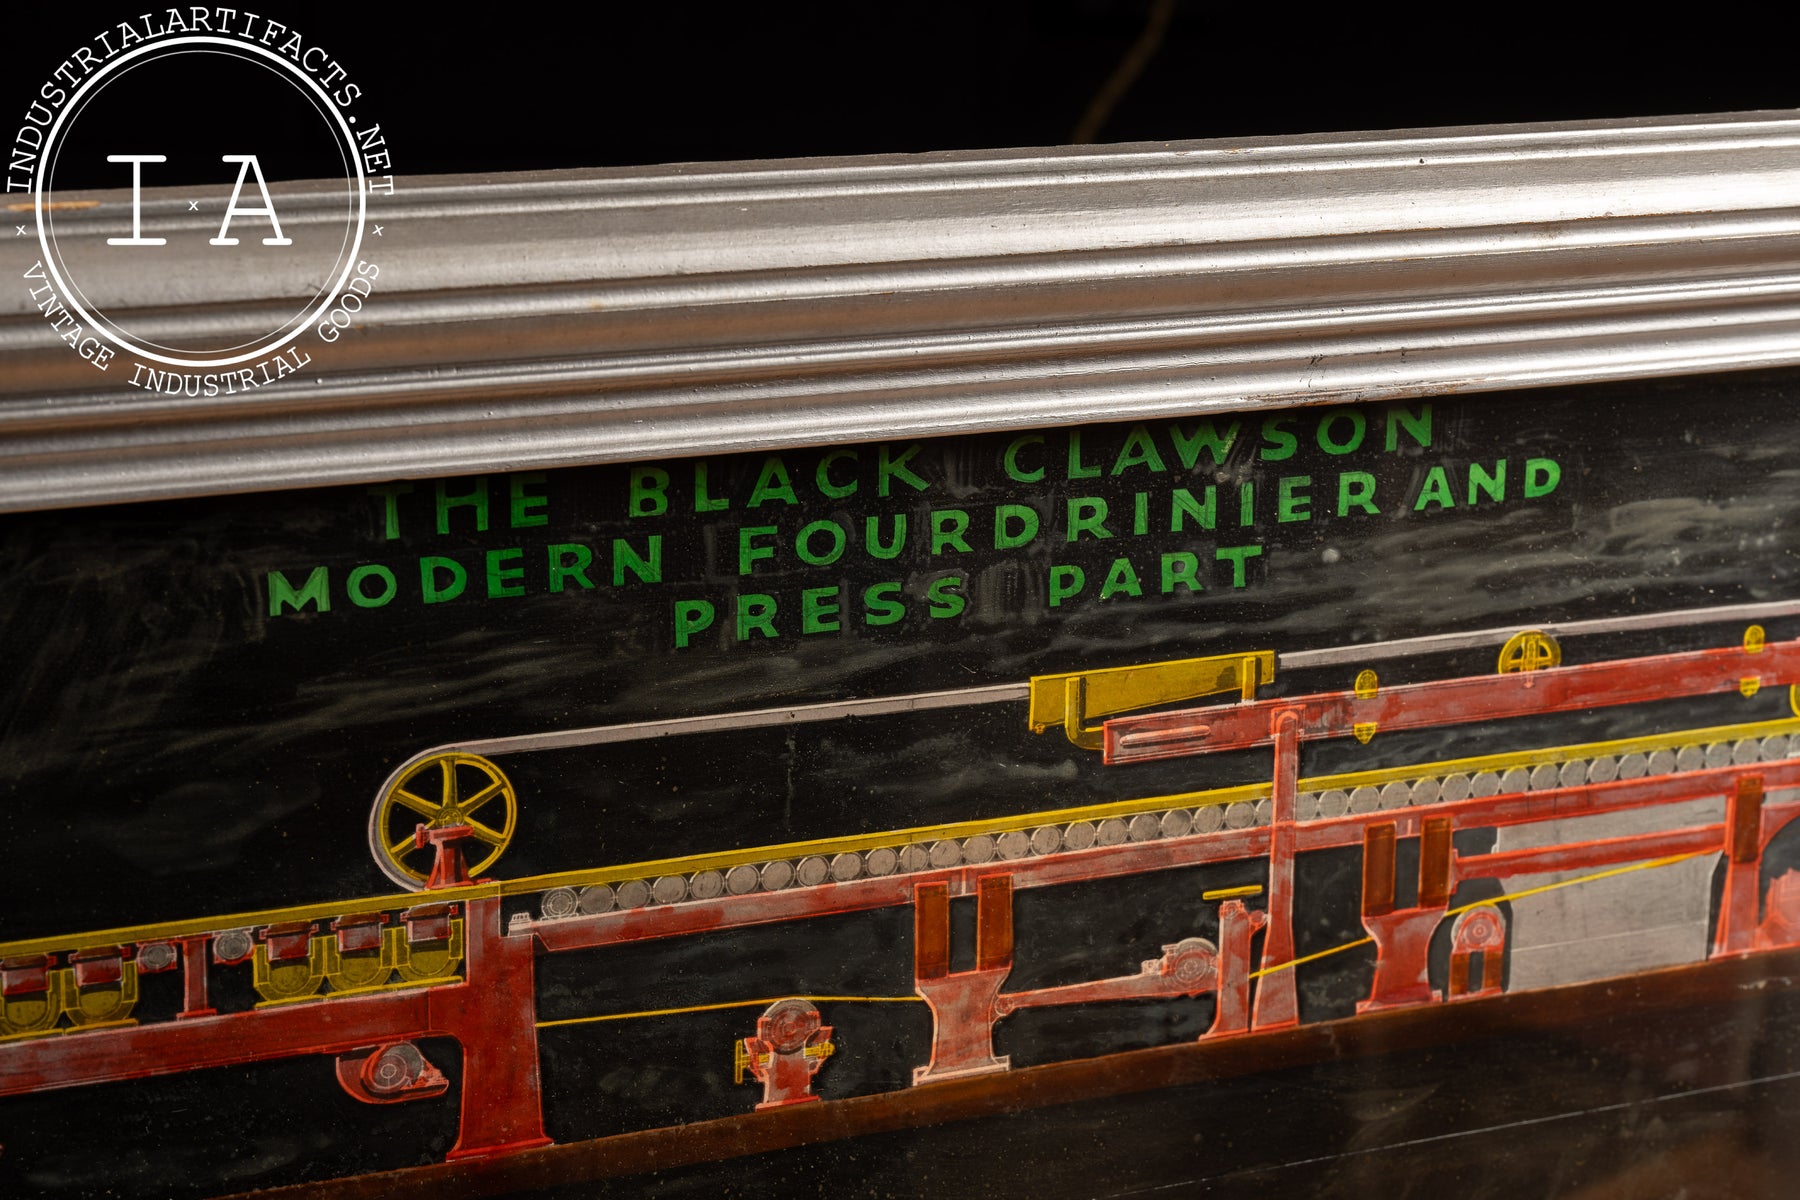 INDUSTRIALARTIFACTS.NET
I x A
x x
VINTAGE INDUSTRIAL GOODS
THE BLACK CLAWSON
MODERN FOURDRINIER AND
PRESS PART